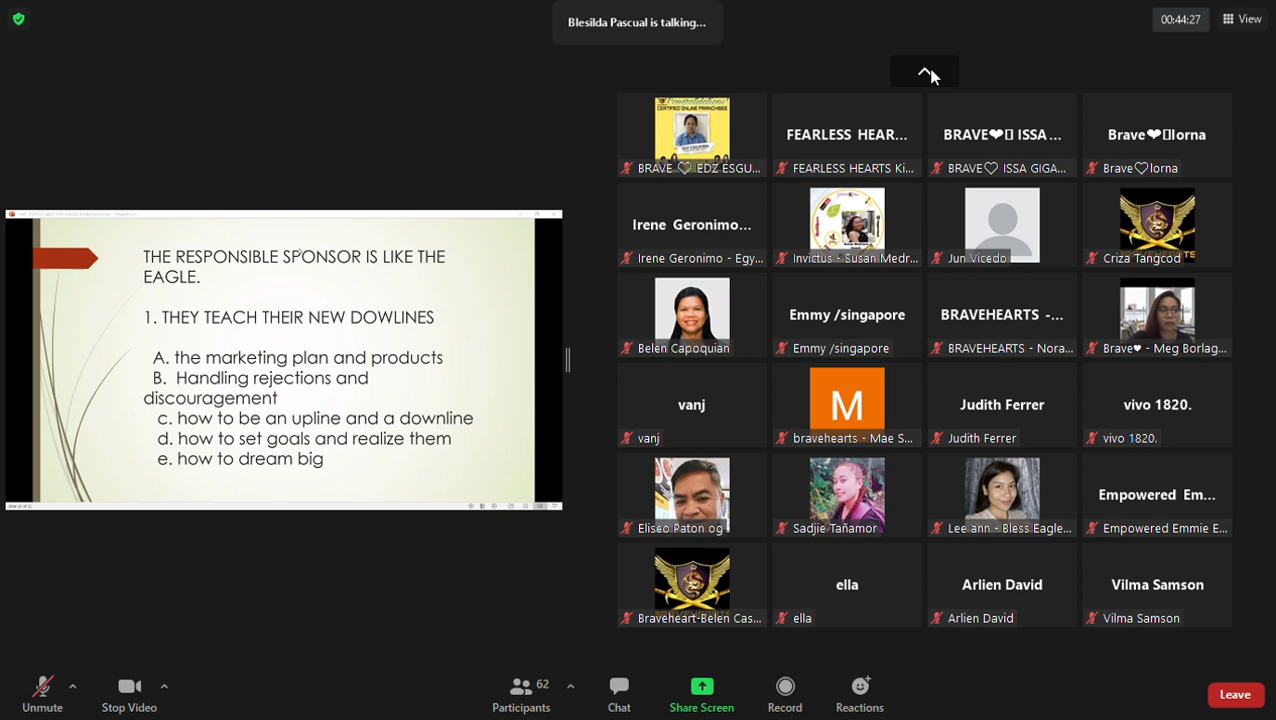 Blesilda Pascual is talking...
00:44:27
View
Congratulations!
CERTIFIED ONLINE FRANCHISEE
BRAVE ♡ EDZ ESGU...
FEARLESS HEAR...
FEARLESS HEARTS Ki...
BRAVE❤▯ ISSA ...
BRAVE♡ ISSA GIGA...
Brave❤▯lorna
Brave♡lorna
Irene Geronimo...
Irene Geronimo - Egy...
Invictus - Susan Medr...
Jun Vicedo
Criza Tangcod
Belen Capoquian
Emmy /singapore
Emmy /singapore
BRAVEHEARTS -...
BRAVEHEARTS - Nora...
Brave♥ - Meg Borlag...
vanj
vanj
M
bravehearts - Mae S...
Judith Ferrer
Judith Ferrer
vivo 1820.
vivo 1820.
Eliseo Paton og
Sadjie Tañamor
Lee ann - Bless Eagle...
Empowered Em...
Empowered Emmie E...
Braveheart-Belen Cas...
ella
ella
Arlien David
Arlien David
Vilma Samson
Vilma Samson
THE RESPONSIBLE SPONSOR IS LIKE THE
EAGLE.
1. THEY TEACH THEIR NEW DOWLINES
A. the marketing plan and products
B. Handling rejections and
discouragement
c. how to be an upline and a downline
d. how to set goals and realize them
e. how to dream big
Unmute
Stop Video
62
Participants
Chat
Share Screen
Record
Reactions
Leave